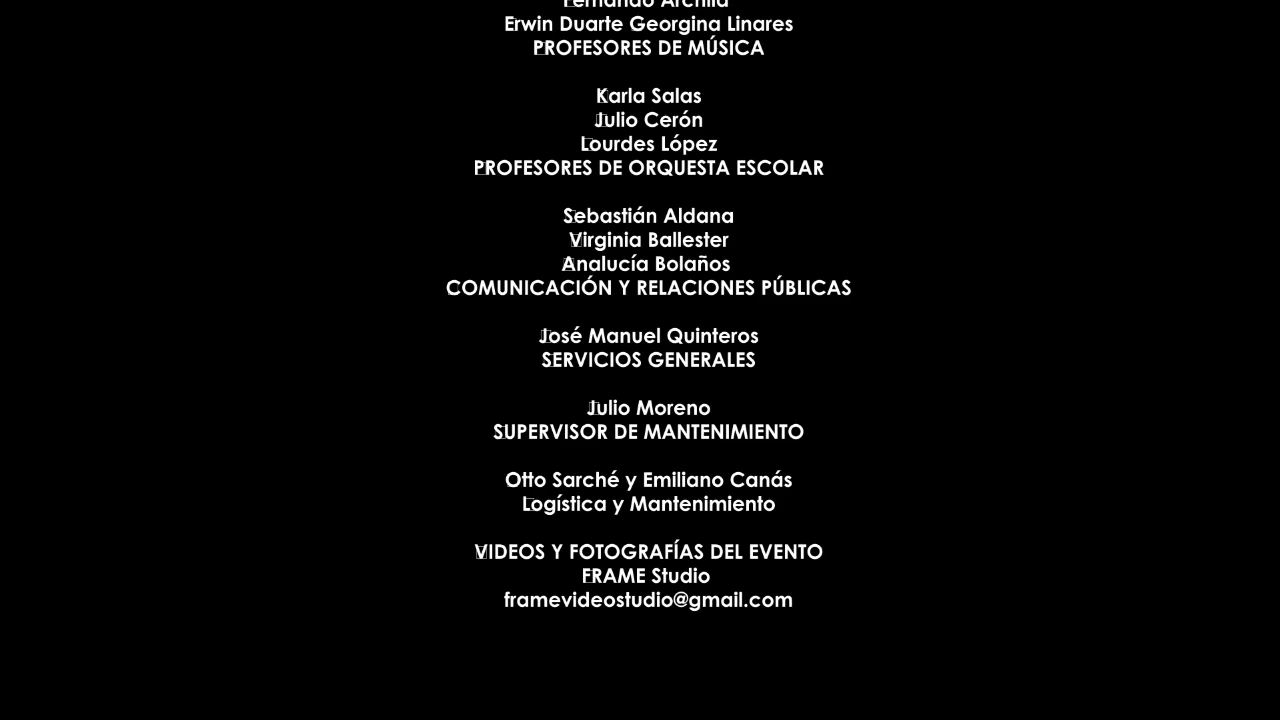 Fernando Archila
Erwin Duarte Georgina Linares
PROFESORES DE MÚSICA
Karla Salas
Julio Cerón
Lourdes López
PROFESORES DE ORQUESTA ESCOLAR
Sebastián Aldana
Virginia Ballester
Analucía Bolaños
COMUNICACIÓN Y RELACIONES PÚBLICAS
José Manuel Quinteros
SERVICIOS GENERALES
Julio Moreno
SUPERVISOR DE MANTENIMIENTO
Otto Sarché y Emiliano Canás
Logística y Mantenimiento
VIDEOS Y FOTOGRAFÍAS DEL EVENTO
FRAME Studio
framevideostudio@gmail.com